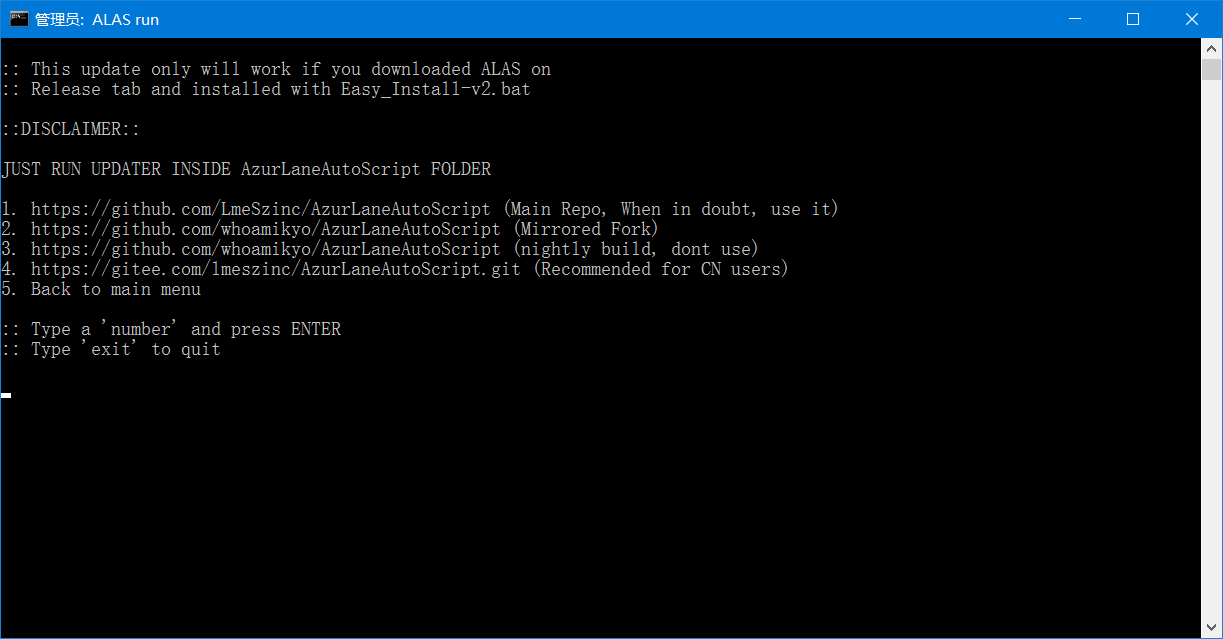 管理员: ALAS run
:: This update only will work if you downloaded ALAS on
:: Release tab and installed with Easy_Install-v2.bat
::DISCLAIMER::
JUST RUN UPDATER INSIDE AzurLaneAutoScript FOLDER
1. https://github.com/LmeSzinc/AzurLaneAutoScript (Main Repo, When in doubt, use it)
2. https://github.com/whoamikyo/AzurLaneAutoScript (Mirrored Fork)
3. https://github.com/whoamikyo/AzurLaneAutoScript (nightly build, dont use)
4. https://gitee.com/lmeszinc/AzurLaneAutoScript.git (Recommended for CN users)
5. Back to main menu
:: Type a 'number' and press ENTER
:: Type 'exit' to quit